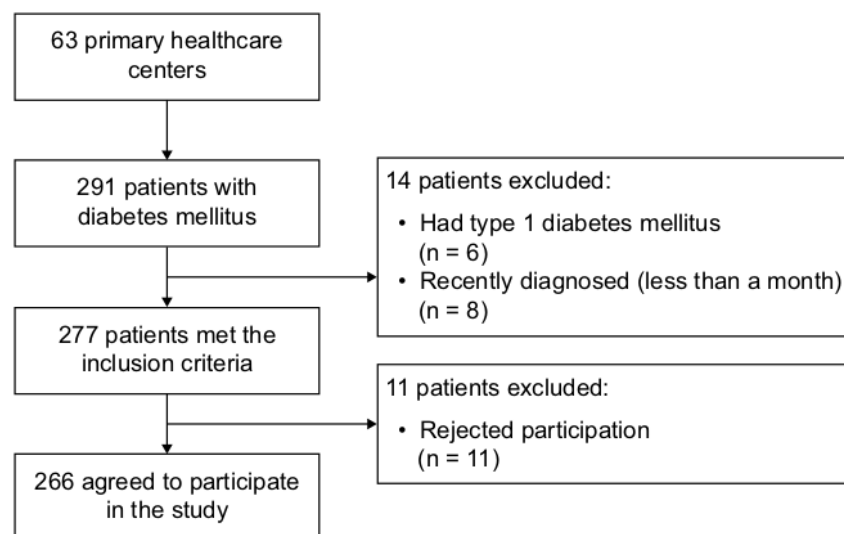 63 primary healthcare
centers
291 patients with
diabetes mellitus
14 patients excluded:
• Had type 1 diabetes mellitus
(n = 6)
• Recently diagnosed (less than a month)
(n = 8)
277 patients met the
inclusion criteria
11 patients excluded:
• Rejected participation
(n = 11)
266 agreed to participate
in the study